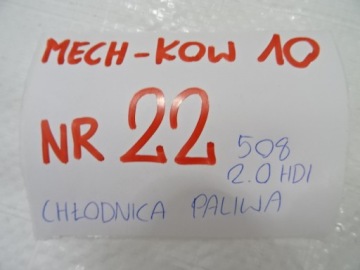 MECH-KOW 10
NR 22 508
2.0 HDI
CHŁODNICA PALIWA